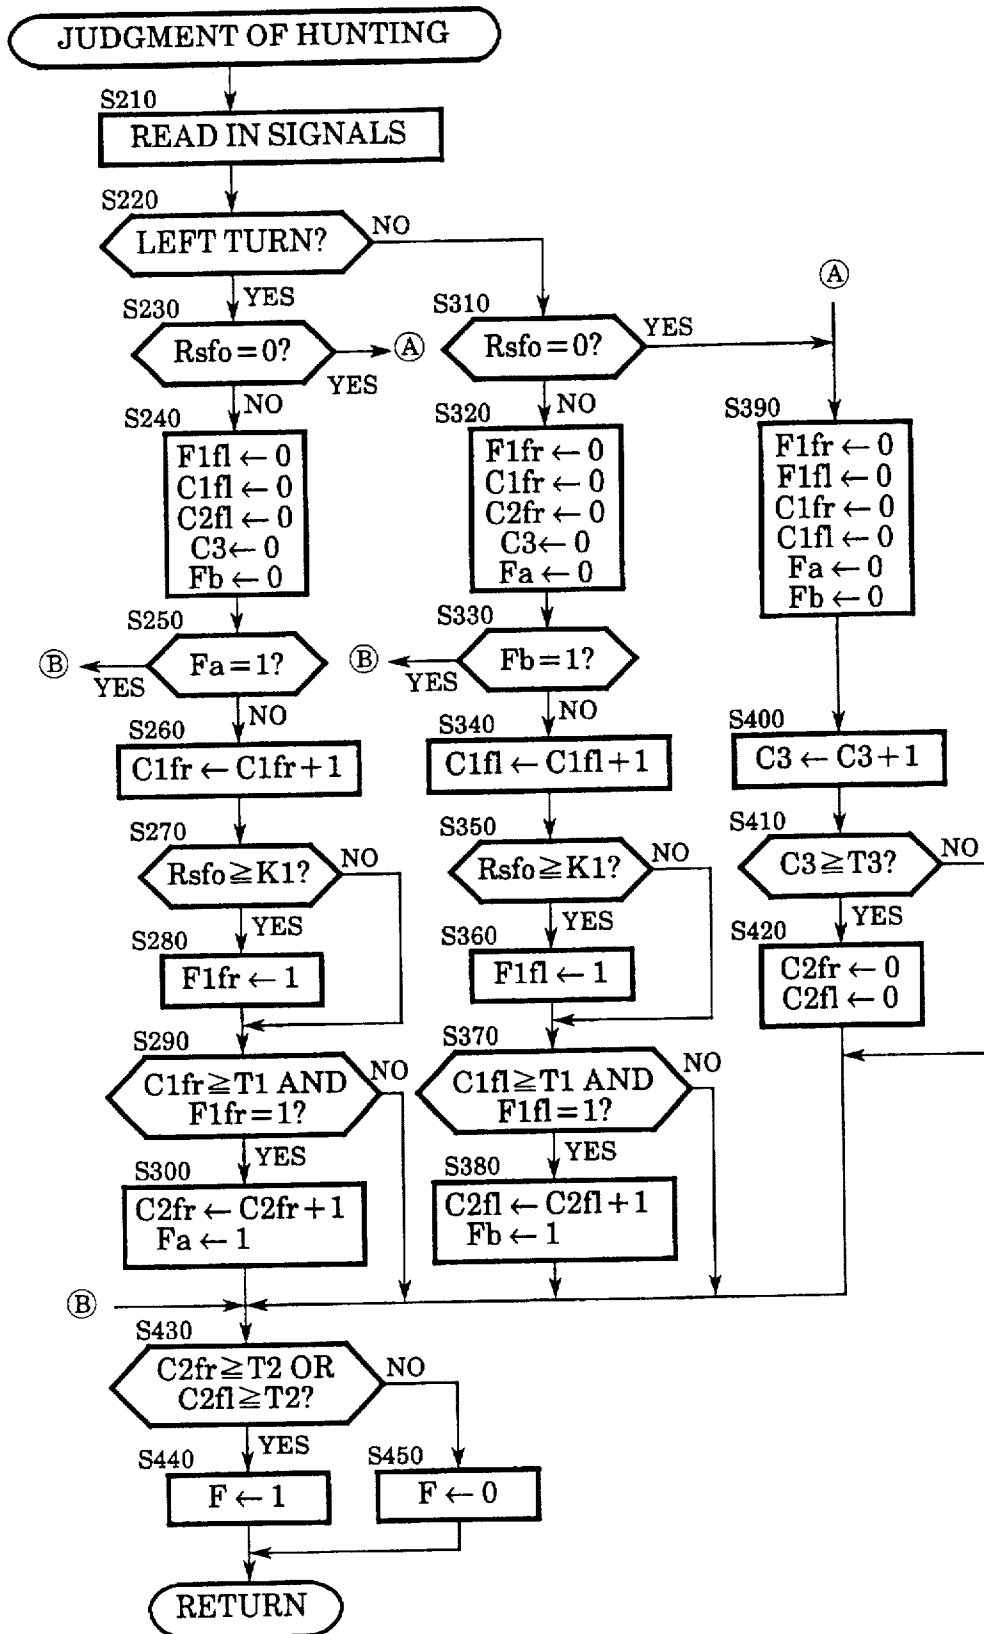 JUDGMENT OF HUNTING
S210
READ IN SIGNALS
S220
LEFT TURN?
NO
YES
S230
Rsfo=0?
YES
A
NO
S240
F1fl←0
C1fl←0
C2fl←0
C3←0
Fb←0
S250
Fa=1?
YES
B
NO
S260
C1fr←C1fr+1
S270
Rsfo≧K1?
NO
YES
S280
F1fr←1
S290
C1fr≧T1 AND
F1fr=1?
NO
YES
S300
C2fr←C2fr+1
Fa←1
S310
Rsfo=0?
YES
NO
S320
F1fr←0
C1fr←0
C2fr←0
C3←0
Fa←0
S330
Fb=1?
YES
B
NO
S340
C1fl←C1fl+1
S350
Rsfo≧K1?
NO
YES
S360
F1fl←1
S370
C1fl≧T1 AND
F1fl=1?
NO
YES
S380
C2fl←C2fl+1
Fb←1
A
S390
F1fr←0
F1fl←0
C1fr←0
C1fl←0
Fa←0
Fb←0
S400
C3←C3+1
S410
C3≧T3?
NO
YES
S420
C2fr←0
C2fl←0
B
S430
C2fr≧T2 OR
C2fl≧T2?
NO
YES
S440
F←1
S450
F←0
RETURN